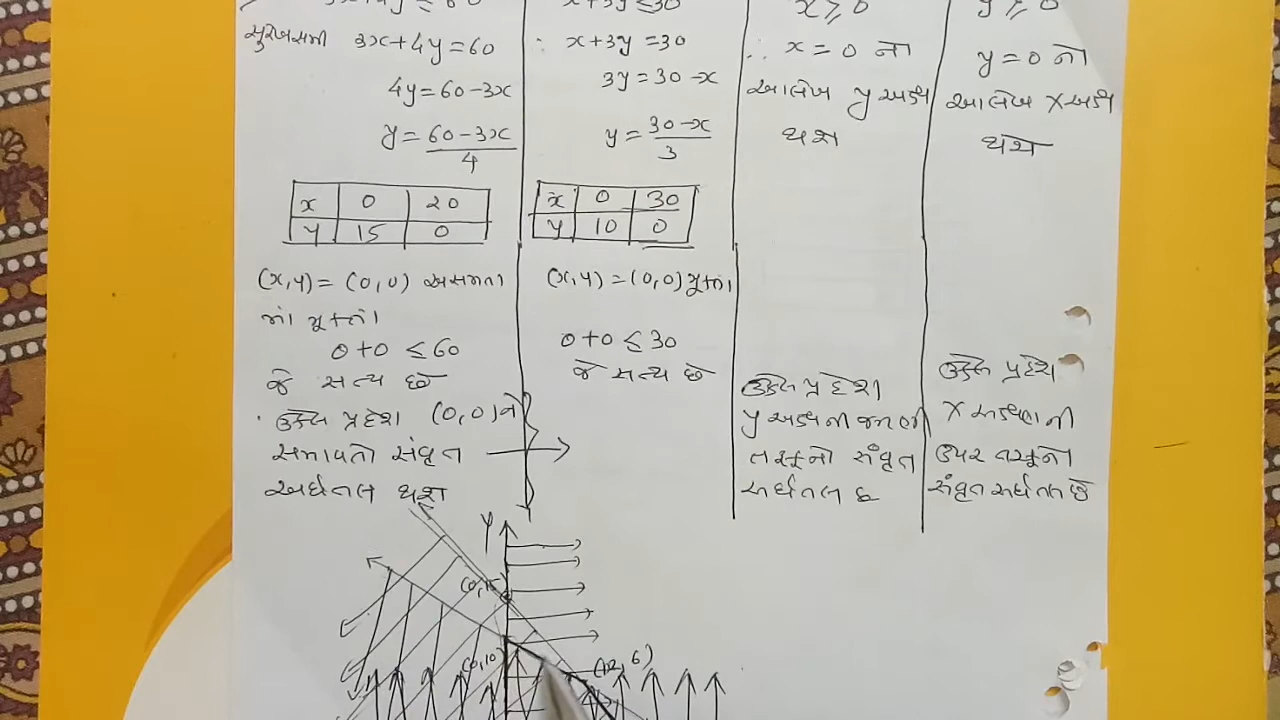 x+3y ≤ 30
x ≥ 0
y ≥ 0
3x+4y=60
4y=60-3x
y = 60-3x / 4
x 0 20
y 15 0
(x,y) = (0,0) અસમતા
માં મૂકતાં
0+0 ≤ 60
જે સત્ય છે
ઉકેલ પ્રદેશ (0,0) ને
સમાવતો સંવૃત
અર્ધતલ થશે
∴ x+3y =30
3y=30-x
y = 30-x / 3
x 0 30
y 10 0
(x,y) = (0,0) મૂકતાં
0+0 ≤ 30
જે સત્ય છે
∴ x=0 નો
આલેખ y અક્ષ
થશે
ઉકેલ પ્રદેશ
y અક્ષની જમણી
તરફનો સંવૃત
અર્ધતલ છે
y=0 નો
આલેખ x અક્ષ
થશે
ઉકેલ પ્રદેશ
ઉપર તરફનો
સંવૃત અર્ધતલ છે
Y
(0,15)
(0,10)
(12,6)